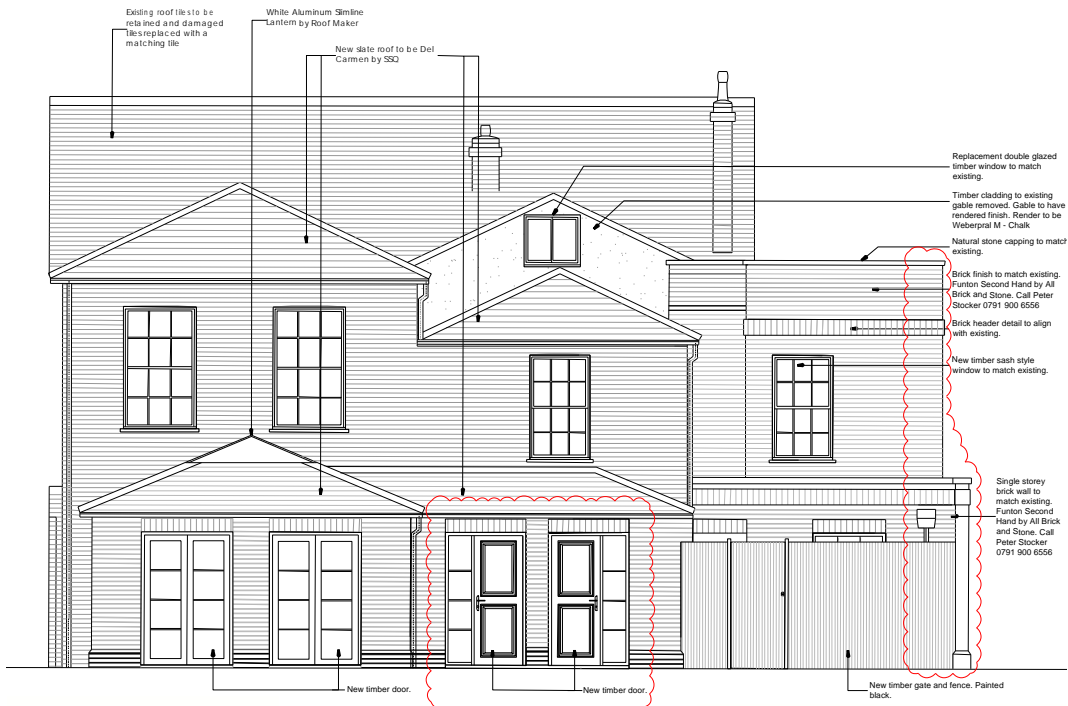 Existing roof tiles to be
retained and damaged
tiles replaced with a
matching tile
White Aluminum Slimline
Lantern by Roof Maker
New slate roof to be Del
Carmen by SSQ
Replacement double glazed
timber window to match
existing.
Timber cladding to existing
gable removed. Gable to have
rendered finish. Render to be
Weberpral M - Chalk
Natural stone capping to match
existing.
Brick finish to match existing.
Funton Second Hand by All
Brick and Stone. Call Peter
Stocker 0791 900 6556
Brick header detail to align
with existing.
New timber sash style
window to match existing.
Single storey
brick wall to
match existing.
Funton Second
Hand by All Brick
and Stone. Call
Peter Stocker
0791 900 6556
New timber door.
New timber door.
New timber gate and fence. Painted
black.